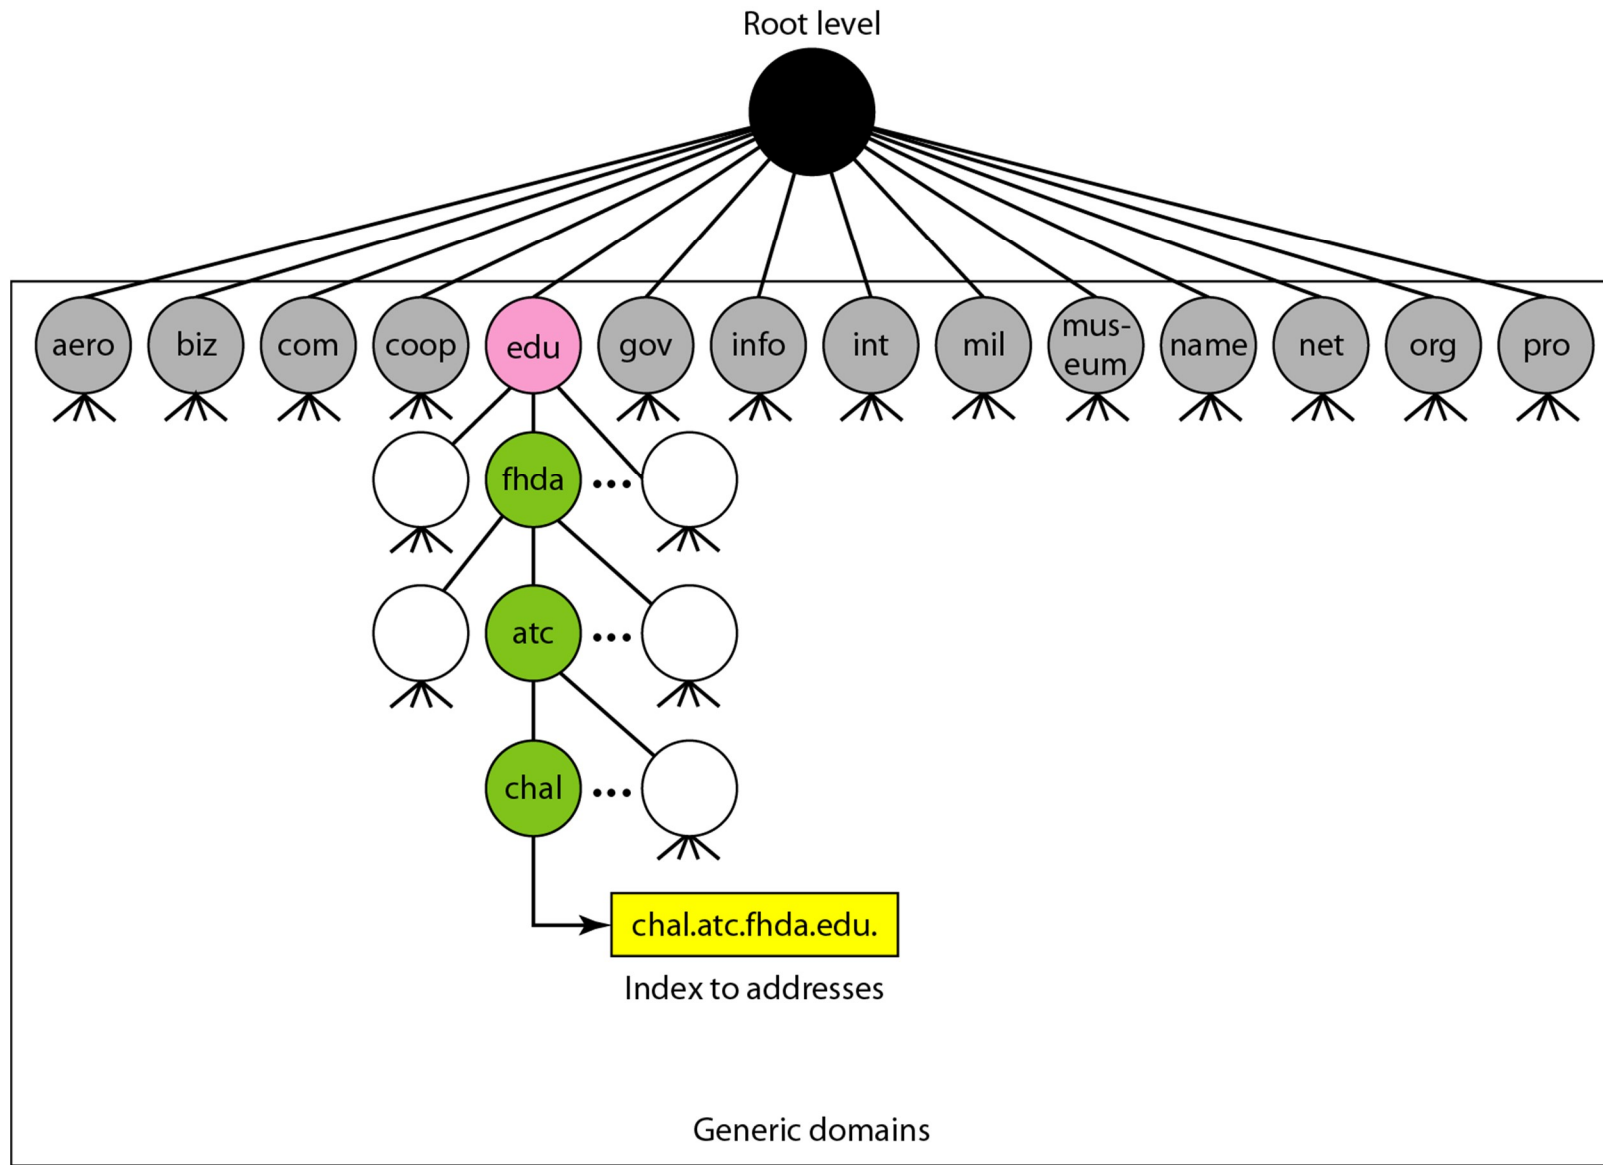 Root level
aero biz com coop edu gov info int mil mus-
eum name net org pro
fhda ...
atc ...
chal ...
chal.atc.fhda.edu.
Index to addresses
Generic domains